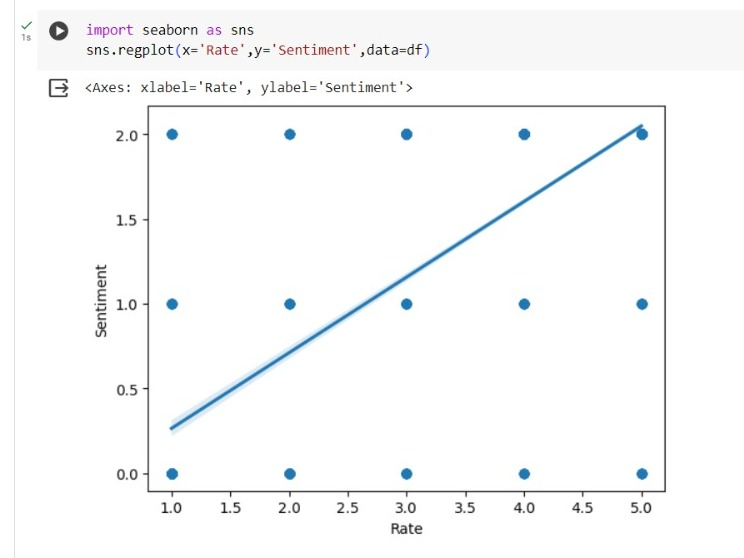 import seaborn as sns
1s
sns.regplot(x='Rate',y='Sentiment',data=df)
<Axes: xlabel='Rate', ylabel='Sentiment'>
2.0
1.5
1.0
0.5
0.0
Sentiment
1.0 1.5 2.0 2.5 3.0 3.5 4.0 4.5 5.0
Rate